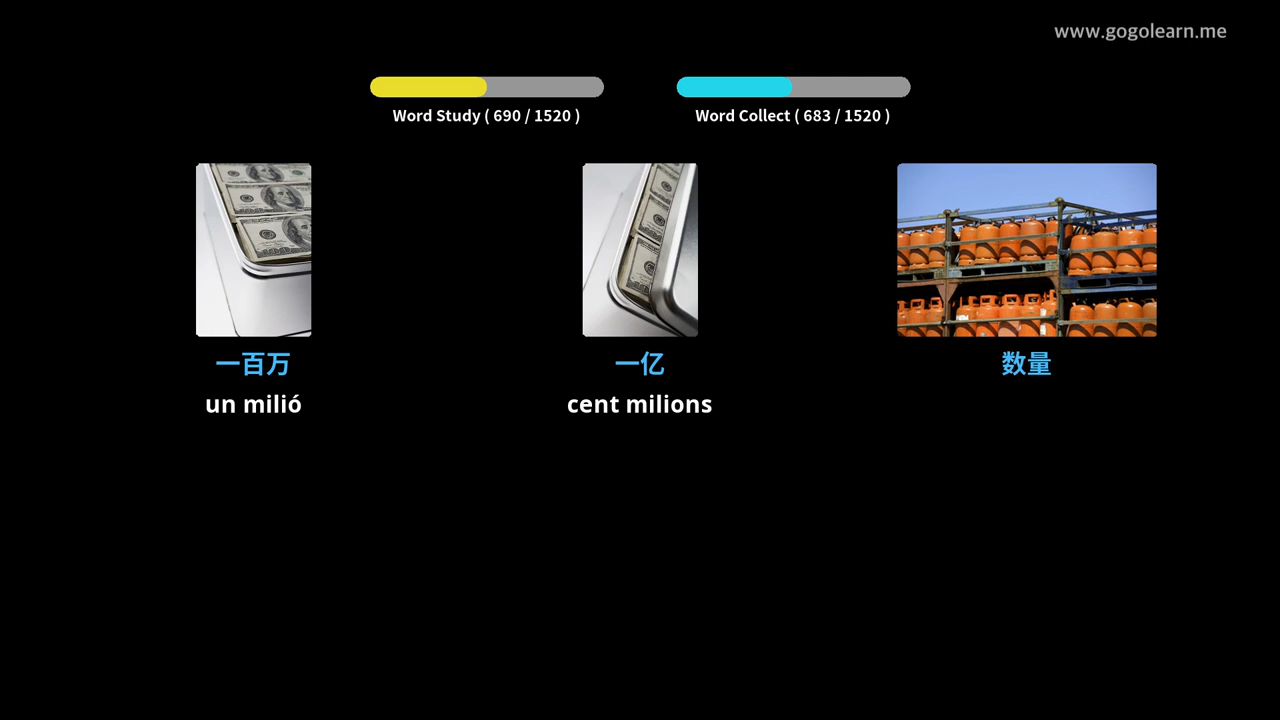 www.gogolearn.me
Word Study ( 690 / 1520 )
Word Collect ( 683 / 1520 )
一百万
un milió
一亿
cent milions
数量